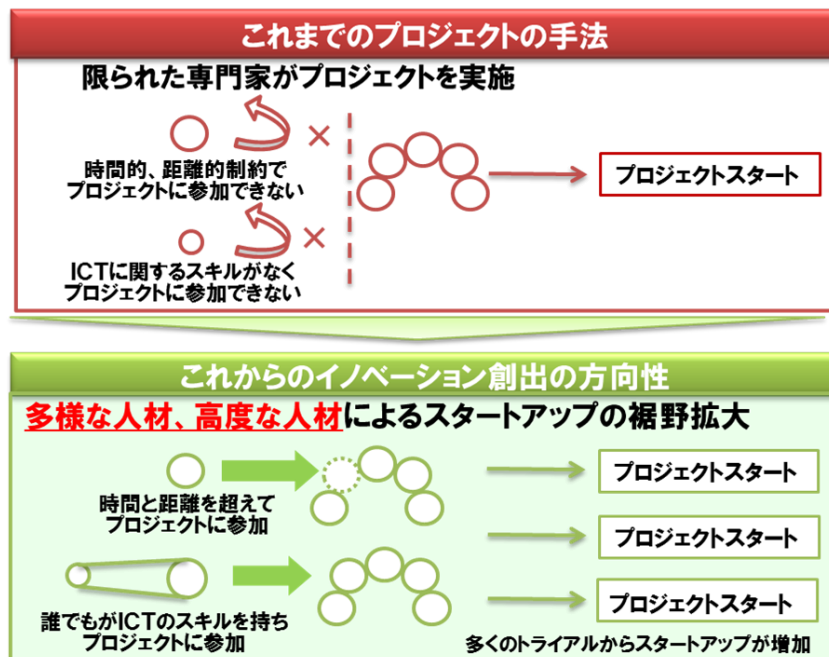 これまでのプロジェクトの手法
限られた専門家がプロジェクトを実施
時間的、距離的制約で
プロジェクトに参加できない
ICTに関するスキルがなく
プロジェクトに参加できない
プロジェクトスタート
これからのイノベーション創出の方向性
多様な人材、高度な人材によるスタートアップの裾野拡大
時間と距離を超えて
プロジェクトに参加
誰でもがICTのスキルを持ち
プロジェクトに参加
プロジェクトスタート
プロジェクトスタート
プロジェクトスタート
多くのトライアルからスタートアップが増加